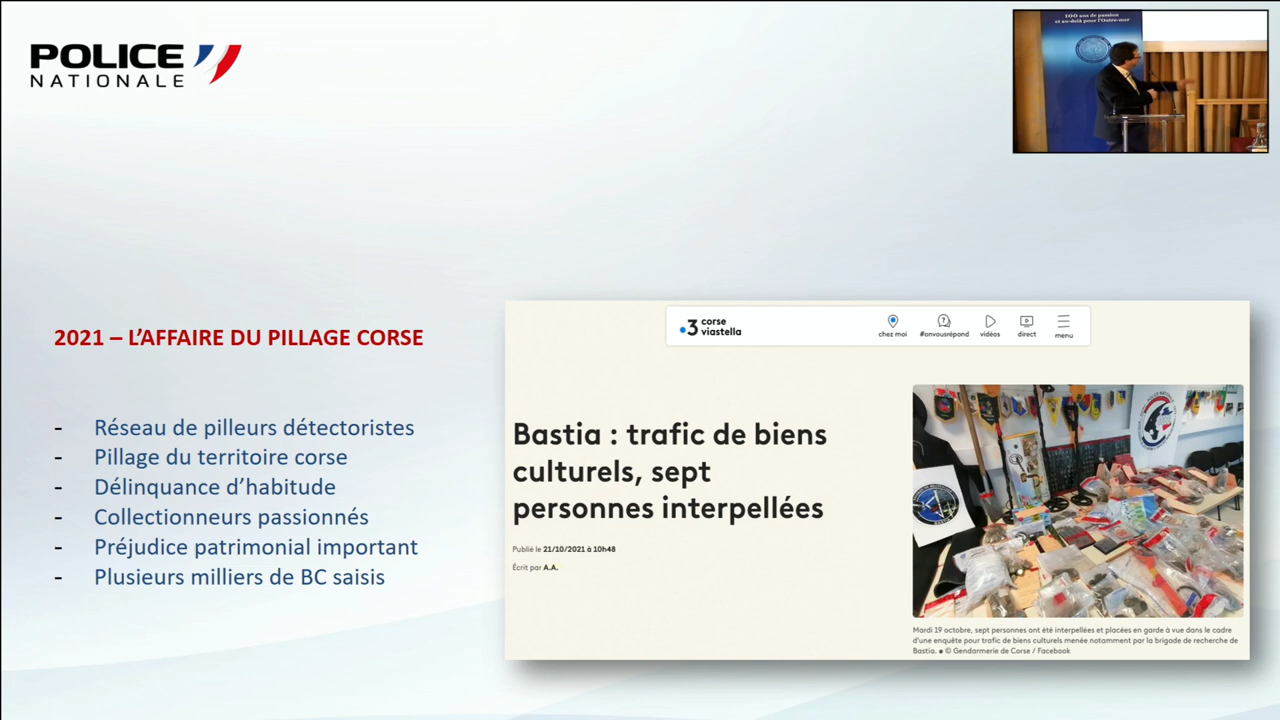 POLICE
NATIONALE
100 ans de passion
et au-delà pour l'Outre-mer
2021 – L'AFFAIRE DU PILLAGE CORSE
- Réseau de pilleurs détectoristes
- Pillage du territoire corse
- Délinquance d'habitude
- Collectionneurs passionnés
- Préjudice patrimonial important
- Plusieurs milliers de BC saisis
3 corse
viastella
chez moi
#onvousrépond
vidéos
direct
menu
Bastia : trafic de biens
culturels, sept
personnes interpellées
Publié le 21/10/2021 à 10h48
Écrit par A.A.
Mardi 19 octobre, sept personnes ont été interpellées et placées en garde à vue dans le cadre
d'une enquête pour trafic de biens culturels menée notamment par la brigade de recherche de
Bastia. • © Gendarmerie de Corse / Facebook